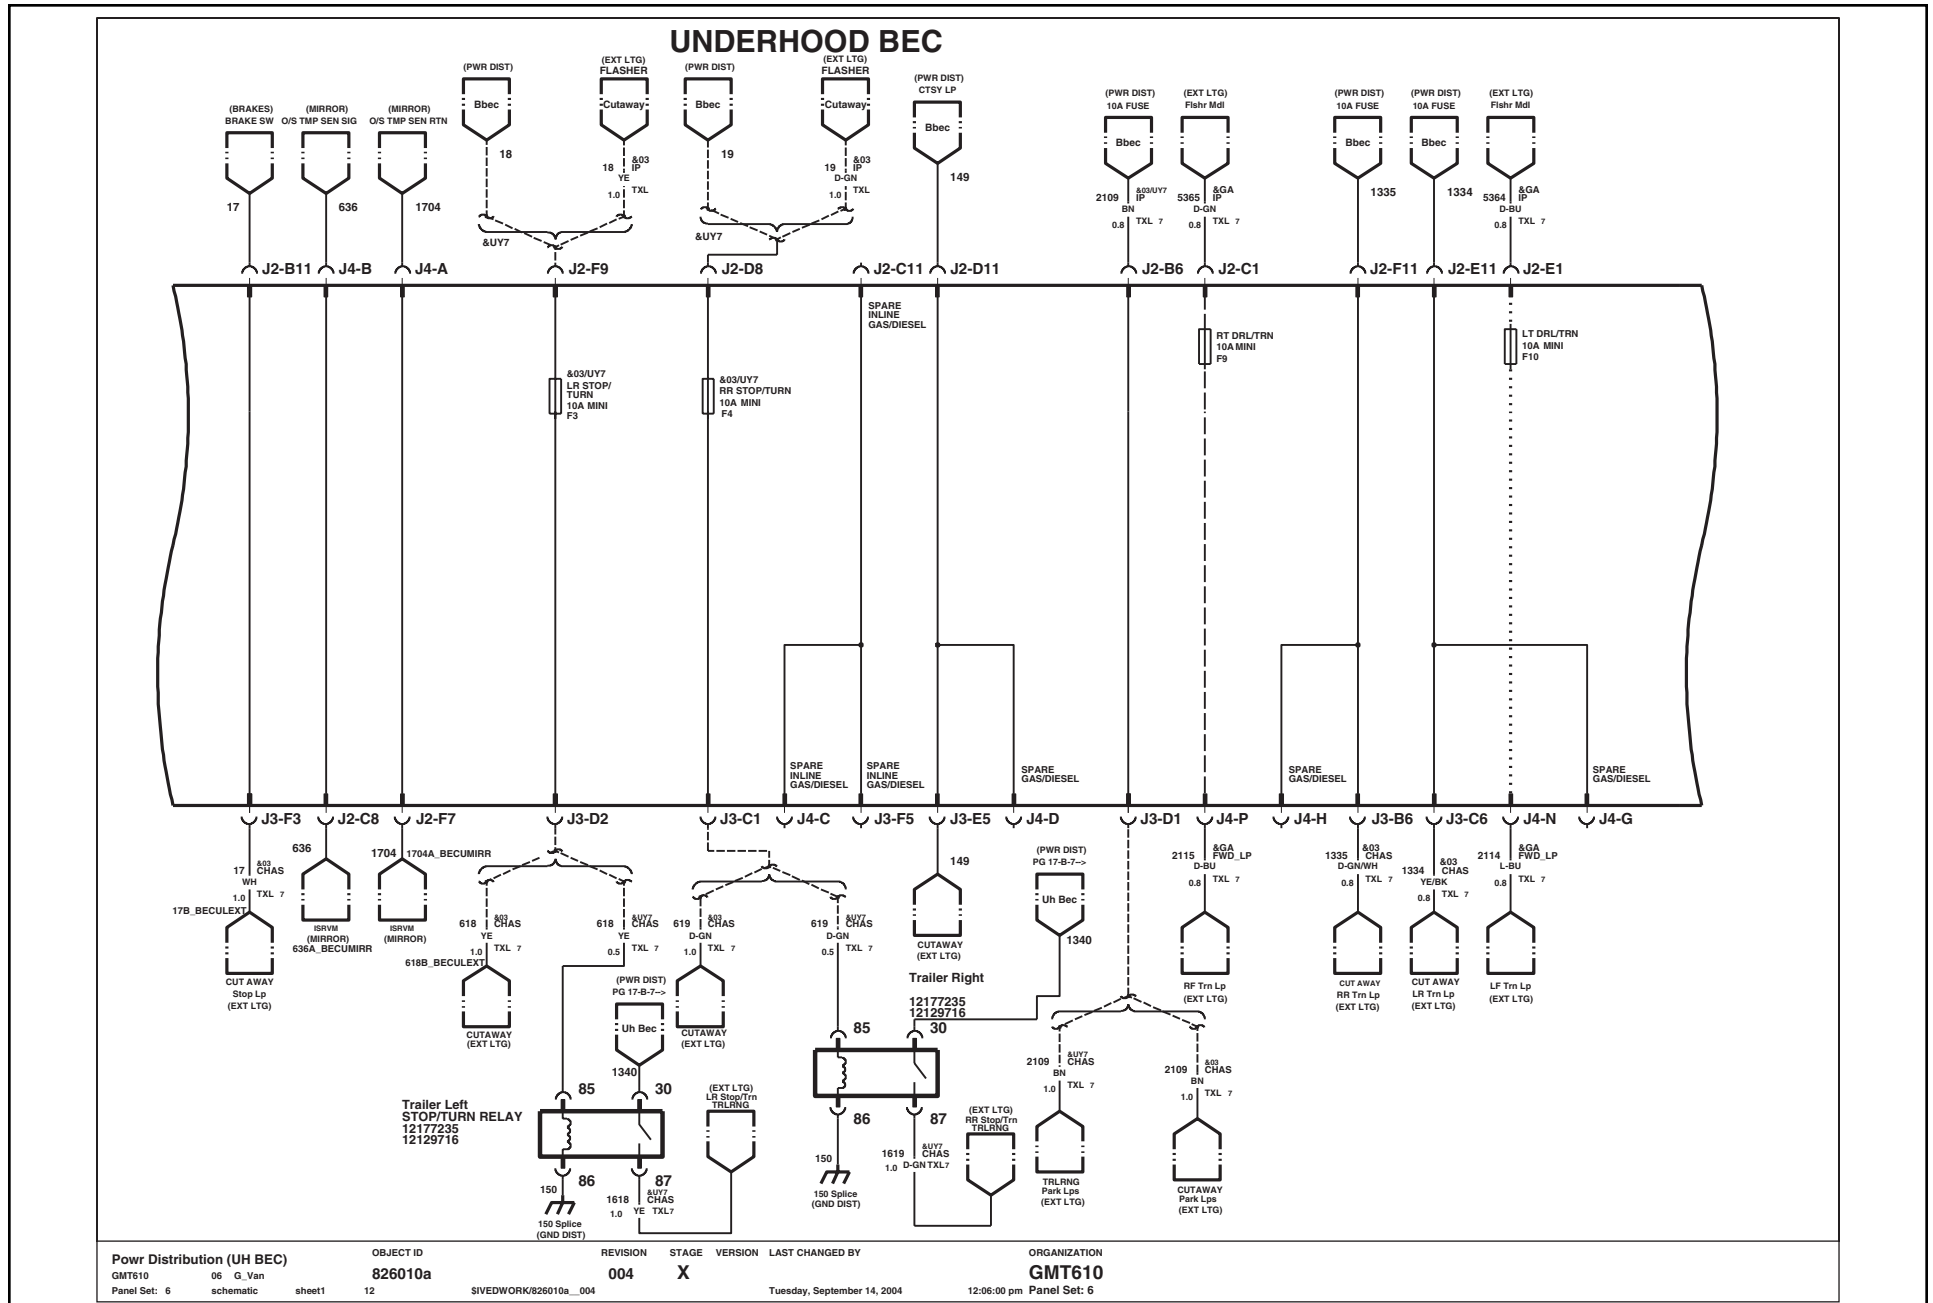 UNDERHOOD BEC
(BRAKES)
BRAKE SW
17
J2-B11
(MIRROR)
O/S TMP SEN SIG
636
J4-B
(MIRROR)
O/S TMP SEN RTN
1704
J4-A
(PWR DIST)
Bbec
18
(EXT LTG)
FLASHER
Cutaway
18
&03
IP
YE
1.0
TXL
&UY7
J2-F9
(PWR DIST)
Bbec
19
(EXT LTG)
FLASHER
Cutaway
19
&03
IP
D-GN
1.0
TXL
&UY7
J2-D8
J2-C11
(PWR DIST)
CTSY LP
Bbec
149
J2-D11
(PWR DIST)
10A FUSE
Bbec
2109
&03/UY7
IP
BN
0.8
TXL 7
J2-B6
(EXT LTG)
Flshr Mdl
5365
&GA
IP
D-GN
0.8
TXL 7
J2-C1
(PWR DIST)
10A FUSE
Bbec
1335
J2-F11
(PWR DIST)
10A FUSE
Bbec
1334
J2-E11
(EXT LTG)
Flshr Mdl
5364
&GA
IP
D-BU
0.8
TXL 7
J2-E1
SPARE
INLINE
GAS/DIESEL
RT DRL/TRN
10A MINI
F9
LT DRL/TRN
10A MINI
F10
&03/UY7
LR STOP/
TURN
10A MINI
F3
&03/UY7
RR STOP/TURN
10A MINI
F4
SPARE
INLINE
GAS/DIESEL
SPARE
INLINE
GAS/DIESEL
SPARE
GAS/DIESEL
SPARE
GAS/DIESEL
SPARE
GAS/DIESEL
J3-F3
J2-C8
J2-F7
J3-D2
J3-C1
J4-C
J3-F5
J3-E5
J4-D
J3-D1
J4-P
J4-H
J3-B6
J3-C6
J4-N
J4-G
17
&03
CHAS
WH
1.0
TXL 7
17B_BECULEXT
CUT AWAY
Stop Lp
(EXT LTG)
636
ISRVM
(MIRROR)
636A_BECUMIRR
1704
1704A_BECUMIRR
ISRVM
(MIRROR)
618
&03
CHAS
YE
1.0
TXL 7
618B_BECULEXT
CUTAWAY
(EXT LTG)
618
&UY7
CHAS
YE
0.5
TXL 7
(PWR DIST)
PG 17-B-7-->
Uh Bec
1340
619
&03
CHAS
D-GN
1.0
TXL 7
CUTAWAY
(EXT LTG)
619
&UY7
CHAS
D-GN
0.5
TXL 7
149
CUTAWAY
(EXT LTG)
Trailer Right
12177235
12129716
(PWR DIST)
PG 17-B-7-->
Uh Bec
1340
2115
&GA
FWD_LP
D-BU
0.8
TXL 7
RF Trn Lp
(EXT LTG)
1335
&03
CHAS
D-GN/WH
0.8
TXL 7
CUT AWAY
RR Trn Lp
(EXT LTG)
1334
&03
CHAS
YE/BK
0.8
TXL 7
CUT AWAY
LR Trn Lp
(EXT LTG)
2114
&GA
FWD_LP
L-BU
0.8
TXL 7
LF Trn Lp
(EXT LTG)
85
30
86
87
150
150 Splice
(GND DIST)
1619
&UY7
CHAS
1.0
D-GN TXL7
(EXT LTG)
RR Stop/Trn
TRLRNG
2109
&UY7
CHAS
BN
1.0
TXL 7
TRLRNG
Park Lps
(EXT LTG)
2109
&03
CHAS
BN
1.0
TXL 7
CUTAWAY
Park Lps
(EXT LTG)
Trailer Left
STOP/TURN RELAY
12177235
12129716
85
30
86
87
150
150 Splice
(GND DIST)
1618
&UY7
CHAS
1.0
YE TXL7
(EXT LTG)
LR Stop/Trn
TRLRNG
Powr Distribution (UH BEC)
GMT610 06 G_Van
Panel Set: 6 schematic sheet1 12
OBJECT ID
826010a
$IVEDWORK/826010a__004
REVISION
004
STAGE
X
VERSION
LAST CHANGED BY
Tuesday, September 14, 2004 12:06:00 pm
ORGANIZATION
GMT610
Panel Set: 6